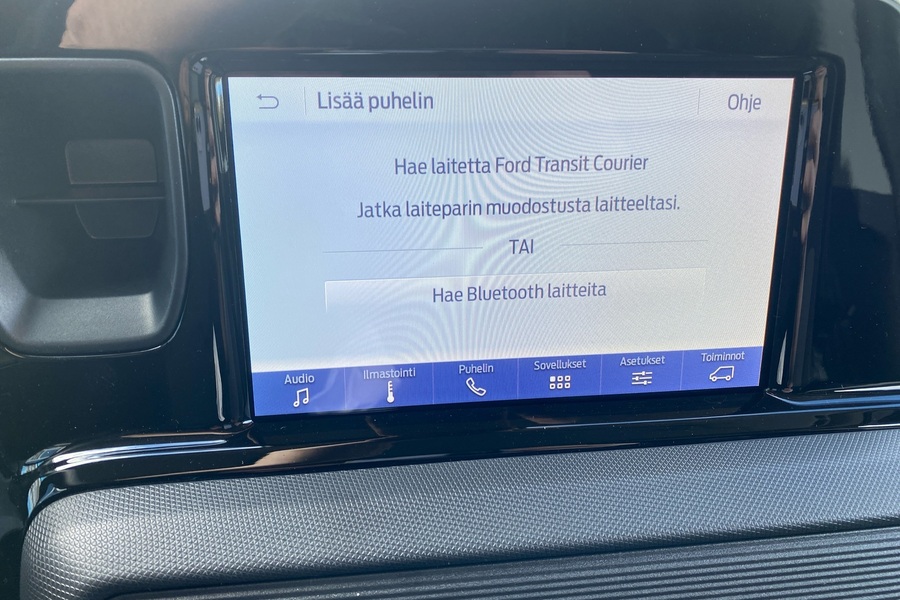 Lisää puhelin
Ohje
Hae laitetta Ford Transit Courier
Jatka laiteparin muodostusta laitteeltasi.
TAI
Hae Bluetooth laitteita
Audio
Ilmastointi
Puhelin
Sovellukset
Asetukset
Toiminnot